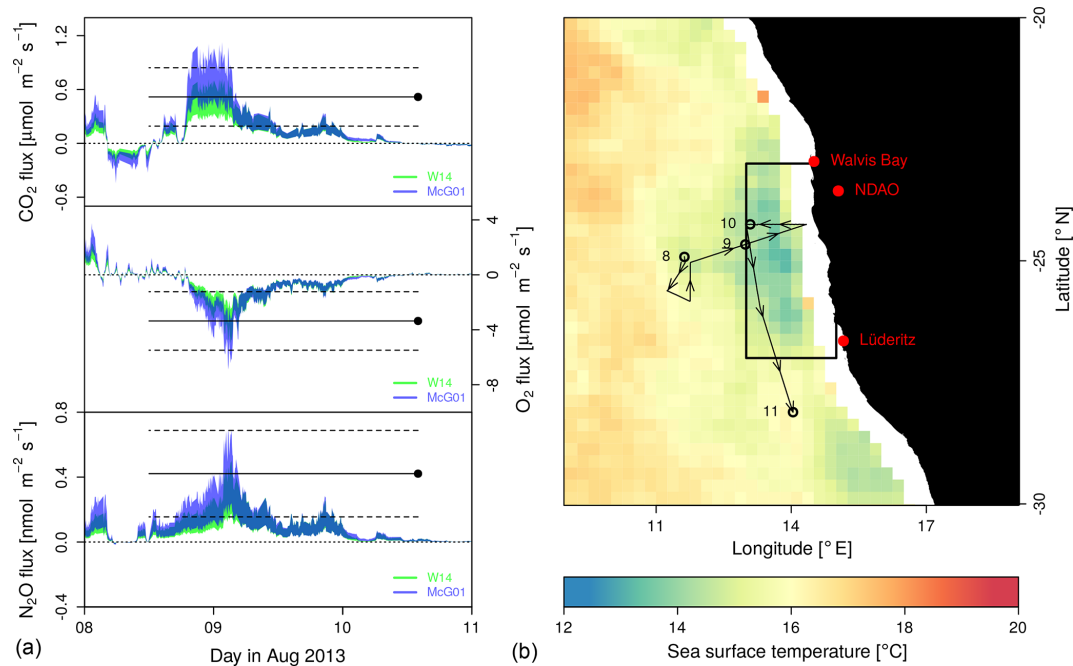 CO2 flux [μmol m−2 s−1]
1.2
0.6
0.0
-0.6
W14
McG01
O2 flux [μmol m−2 s−1]
4
0
-4
-8
W14
McG01
N2O flux [nmol m−2 s−1]
0.8
0.4
0.0
-0.4
W14
McG01
08
09
10
11
(a)
Day in Aug 2013
-20
-25
-30
Latitude [° N]
Walvis Bay
NDAO
Lüderitz
8
9
10
11
11
14
17
Longitude [° E]
12
14
16
18
20
(b)
Sea surface temperature [°C]